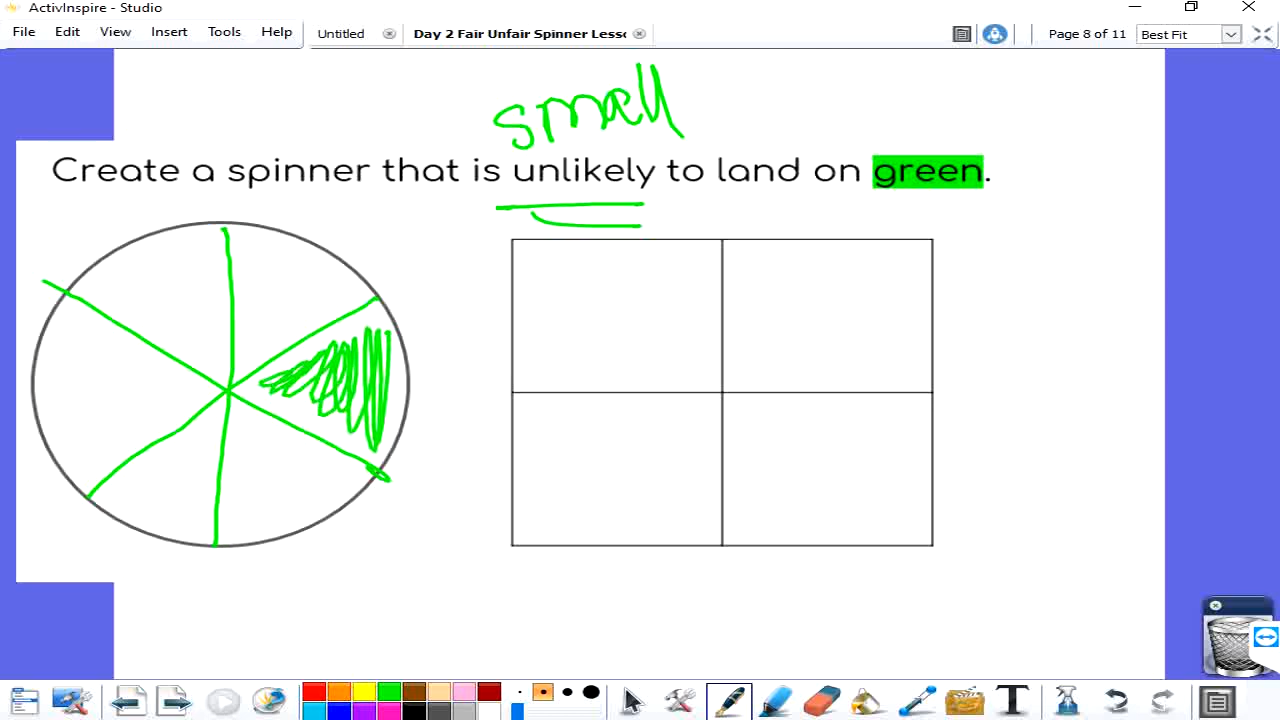 ActivInspire - Studio
File Edit View Insert Tools Help
Untitled
Day 2 Fair Unfair Spinner Lesso
Page 8 of 11
Best Fit
small
Create a spinner that is unlikely to land on green.